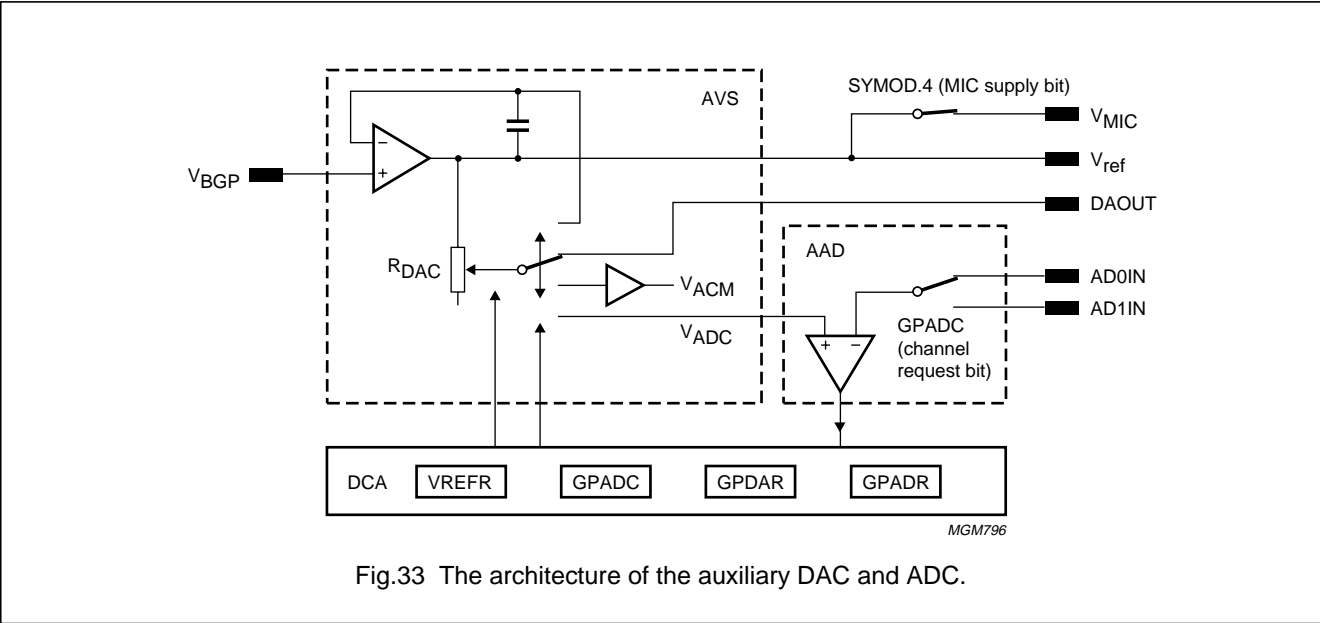 SYMOD.4 (MIC supply bit)
AVS
VMIC
VBGP
Vref
DAOUT
AAD
RDAC
AD0IN
VACM
AD1IN
VADC
GPADC
(channel
request bit)
DCA
VREFR
GPADC
GPDAR
GPADR
MGM796
Fig.33 The architecture of the auxiliary DAC and ADC.